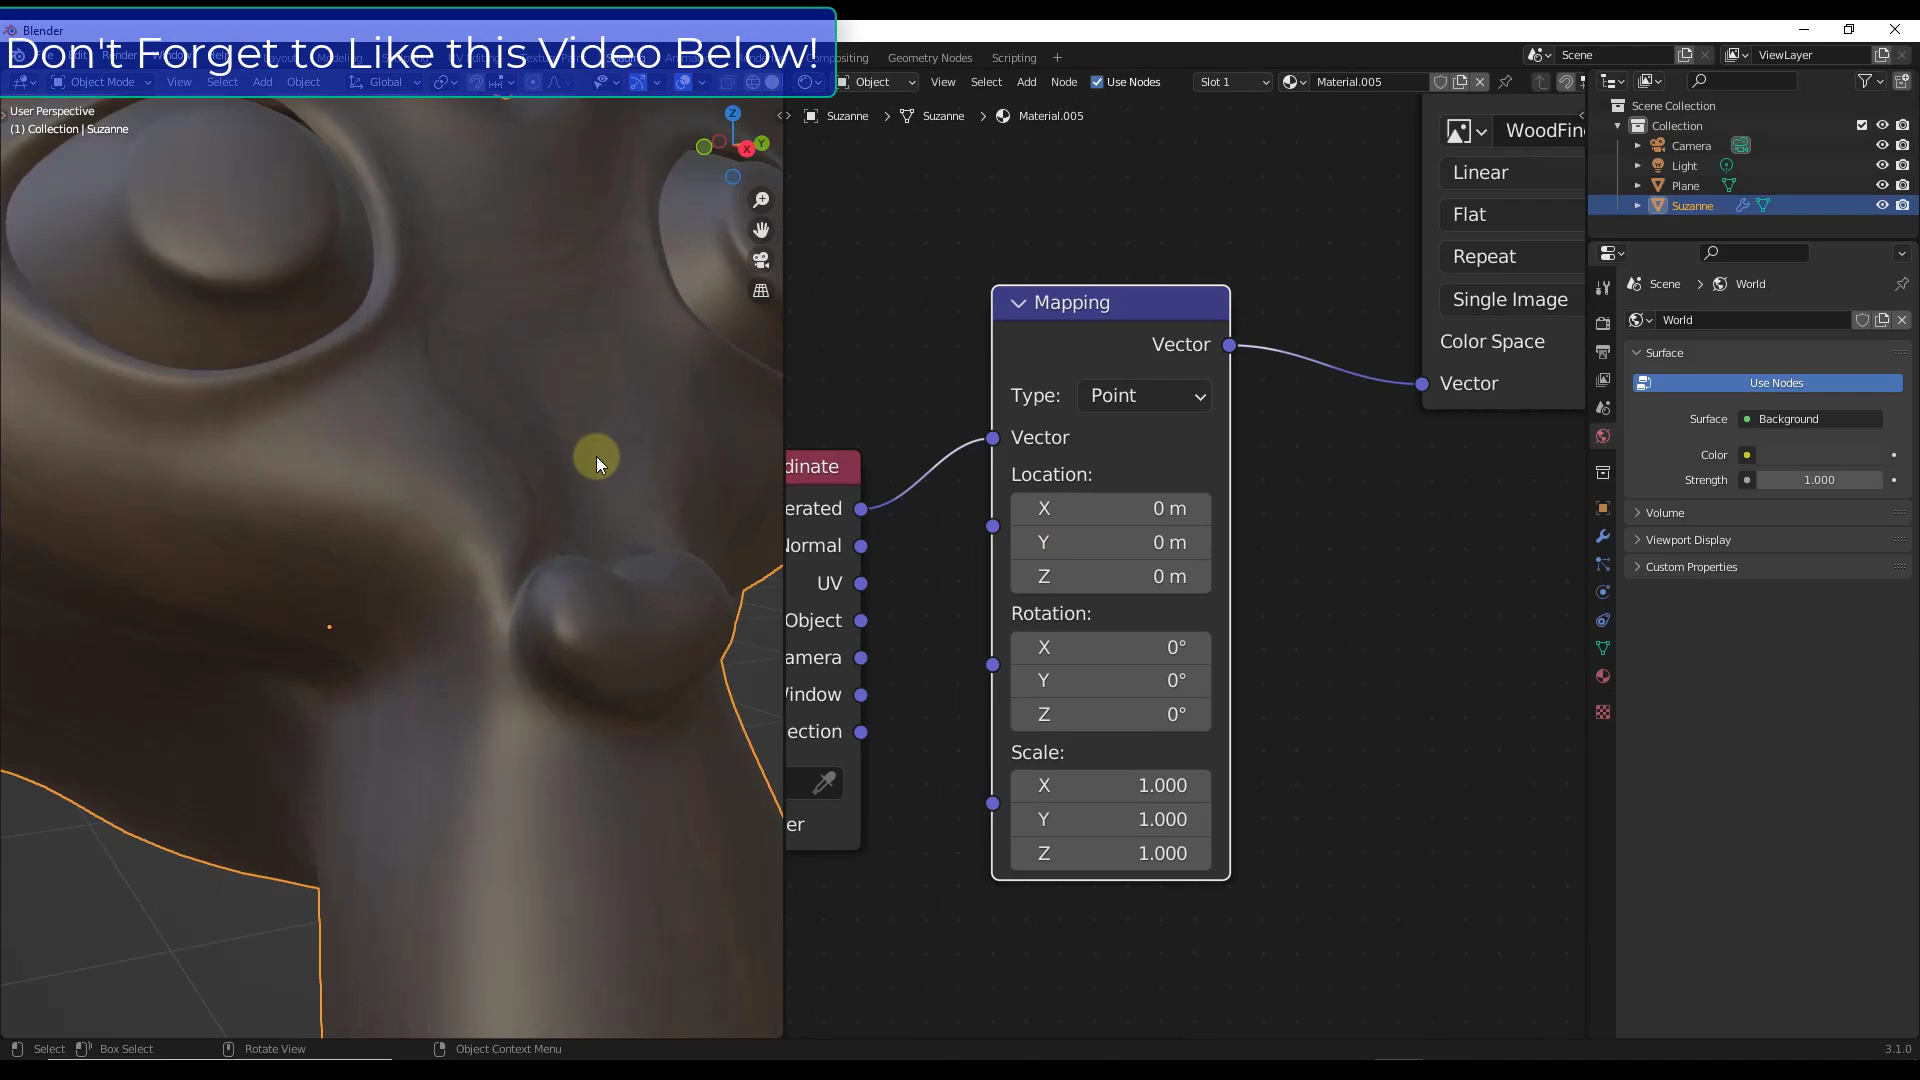 Blender
Don't Forget to Like this Video Below!
Compositing Geometry Nodes Scripting +
Scene ViewLayer
Object Mode View Select Add Object Global
Object View Select Add Node Use Nodes Slot 1 Material.005
User Perspective
(1) Collection | Suzanne
Suzanne > Suzanne > Material.005
Z
Y
X
Scene Collection
Collection
Camera
Light
Plane
Suzanne
Scene > World
World
Surface
Use Nodes
Surface Background
Color
Strength 1.000
Volume
Viewport Display
Custom Properties
WoodFin
Linear
Flat
Repeat
Single Image
Color Space
Vector
Mapping
Vector
Type: Point
Vector
Location:
X 0 m
Y 0 m
Z 0 m
Rotation:
X 0°
Y 0°
Z 0°
Scale:
X 1.000
Y 1.000
Z 1.000
dinate
erated
Normal
UV
Object
amera
Window
ection
er
Select Box Select Rotate View Object Context Menu
3.1.0